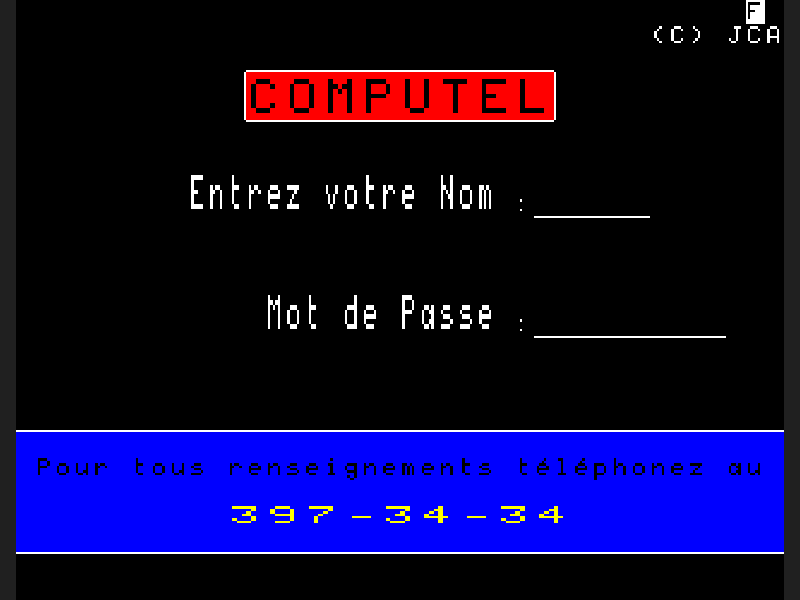 F
(C) JCA
COMPUTEL
Entrez votre Nom :
Mot de Passe :
Pour tous renseignements téléphonez au
397-34-34